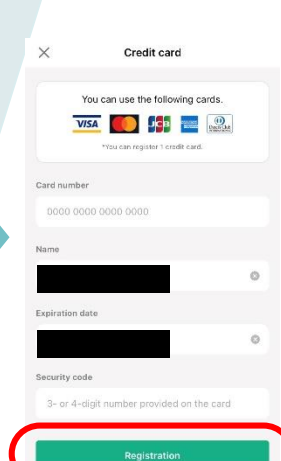 Credit card
You can use the following cards.
VISA JCB
*You can register 1 credit card.
Card number
0000 0000 0000 0000
Name
Expiration date
Security code
3- or 4-digit number provided on the card
Registration